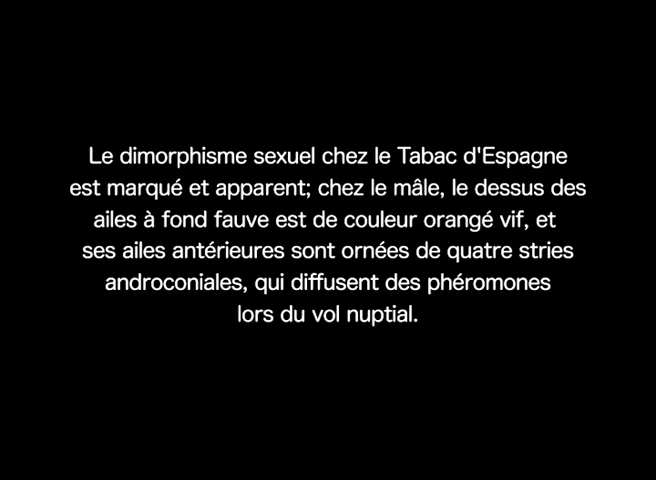 Le dimorphisme sexuel chez le Tabac d'Espagne
est marqué et apparent; chez le mâle, le dessus des
ailes à fond fauve est de couleur orangé vif, et
ses ailes antérieures sont ornées de quatre stries
androconiales, qui diffusent des phéromones
lors du vol nuptial.